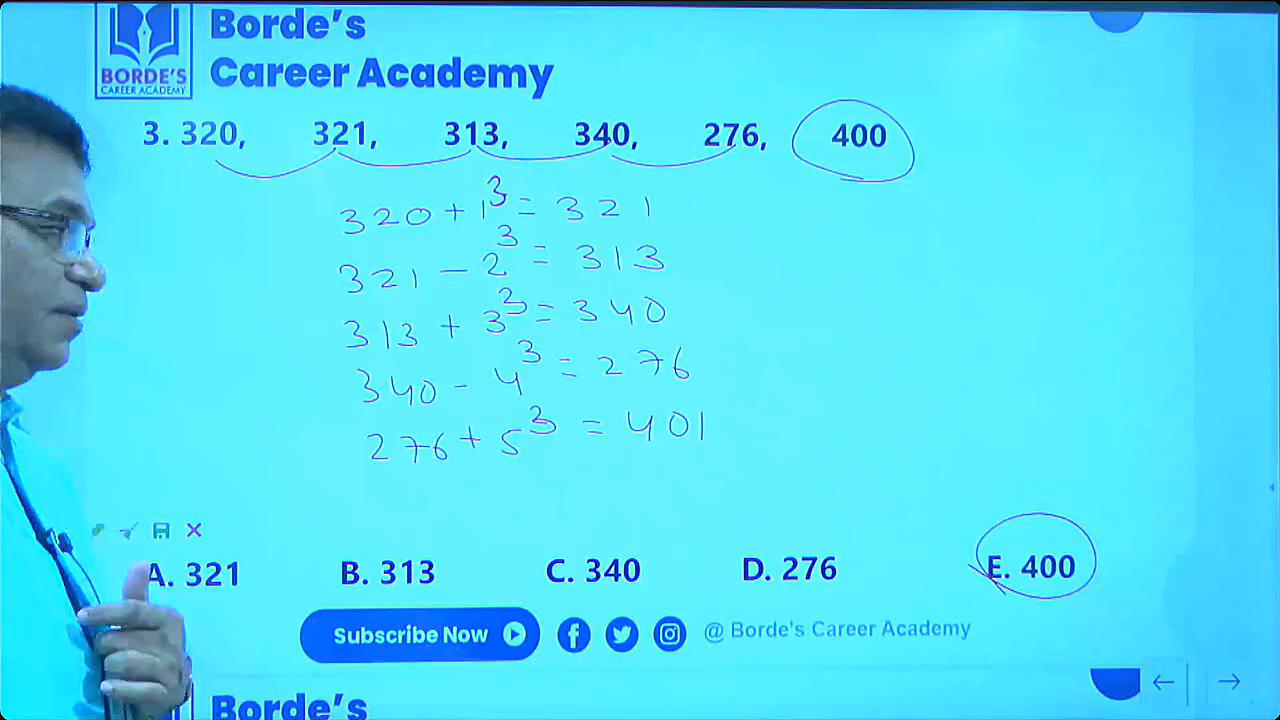 Borde's
Career Academy
BORDE'S
CAREER ACADEMY
3. 320, 321, 313, 340, 276, 400
320 + 1³ = 321
321 - 2³ = 313
313 + 3³ = 340
340 - 4³ = 276
276 + 5³ = 401
A. 321 B. 313 C. 340 D. 276 E. 400
Subscribe Now @ Borde's Career Academy
Borde's